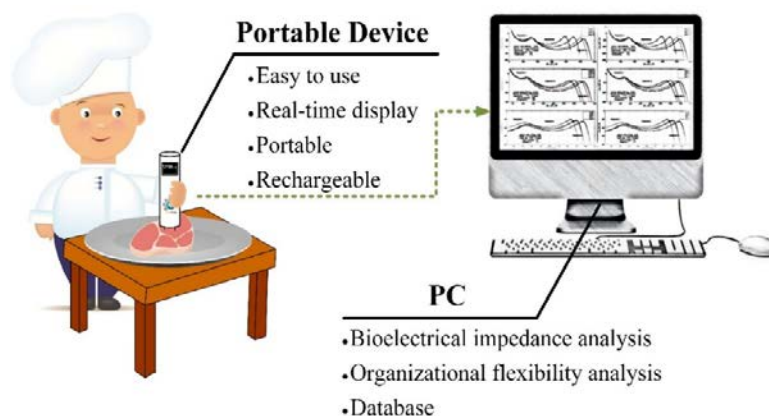 Portable Device
•Easy to use
•Real-time display
•Portable
•Rechargeable
PC
•Bioelectrical impedance analysis
•Organizational flexibility analysis
•Database